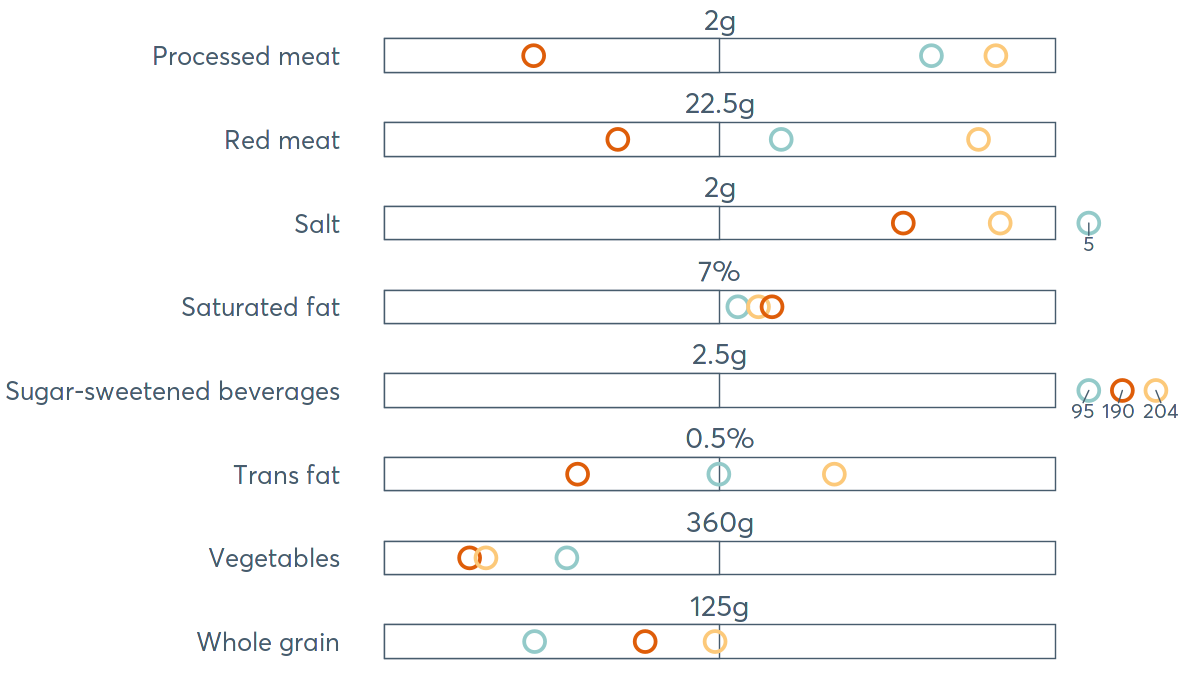 2g
Processed meat
22.5g
Red meat
2g
Salt
5
7%
Saturated fat
2.5g
Sugar-sweetened beverages
95 190 204
0.5%
Trans fat
360g
Vegetables
125g
Whole grain